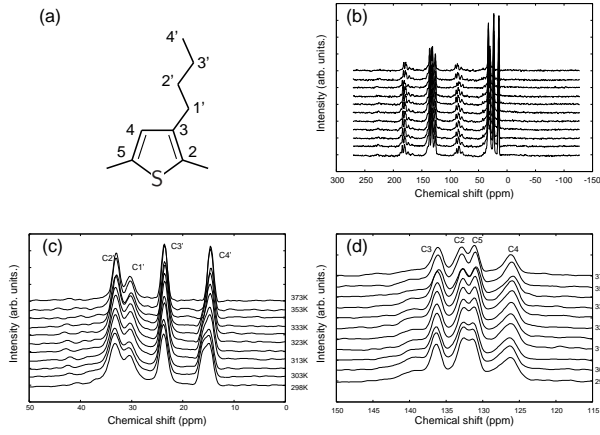 (a)
4'
3'
2'
1'
4
3
5
2
S
(b)
Intensity (arb. units.)
300 250 200 150 100 50 0 -50 -100 -150
Chemical shift (ppm)
(c)
C2' C1' C3' C4'
373K
353K
333K
323K
313K
303K
298K
Intensity (arb. units.)
50 40 30 20 10 0
Chemical shift (ppm)
(d)
C3 C2 C5 C4
Intensity (arb. units.)
150 145 140 135 130 125 120 115
Chemical shift (ppm)